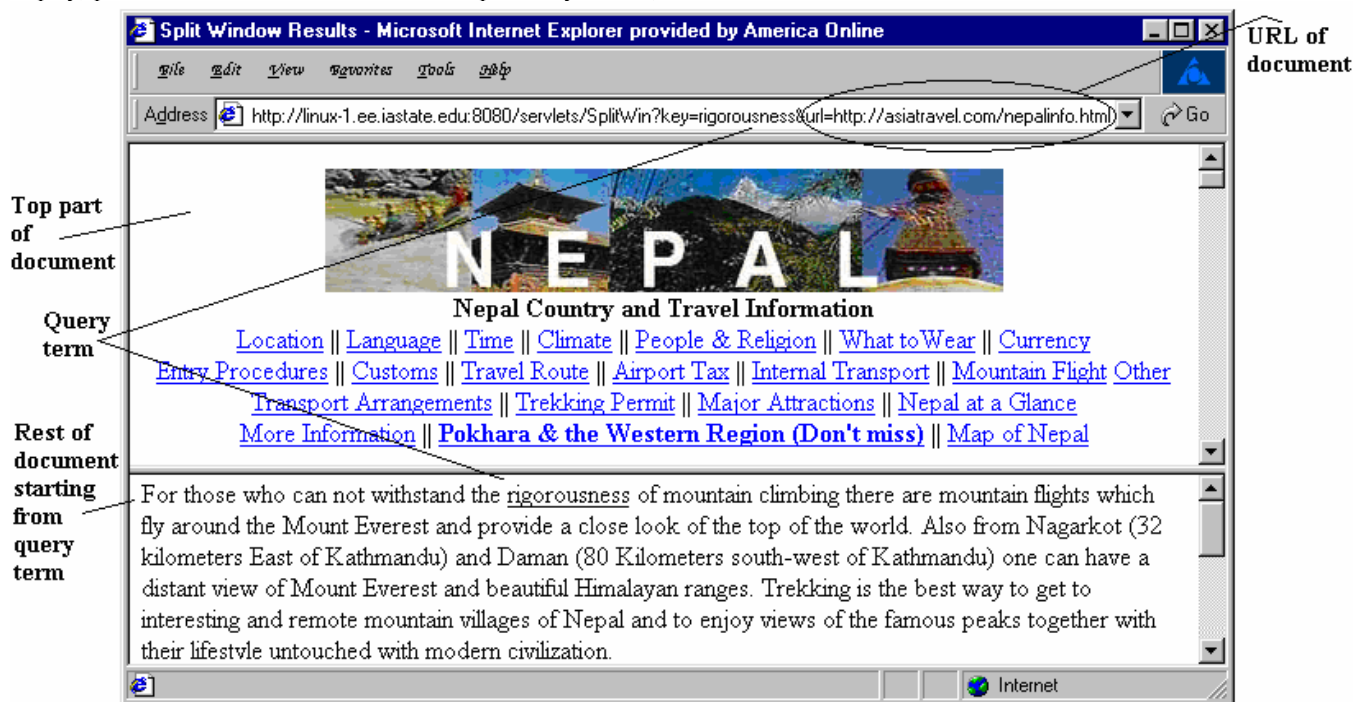 Split Window Results - Microsoft Internet Explorer provided by America Online
File Edit View Favorites Tools Help
Address http://linux-1.ee.iastate.edu:8080/servlets/SplitWin?key=rigorousness&url=http://asiatravel.com/nepalinfo.html Go
URL of
document
Top part
of
document
NEPAL
Nepal Country and Travel Information
Query
term
Location || Language || Time || Climate || People & Religion || What to Wear || Currency
Entry Procedures || Customs || Travel Route || Airport Tax || Internal Transport || Mountain Flight Other
Transport Arrangements || Trekking Permit || Major Attractions || Nepal at a Glance
More Information || Pokhara & the Western Region (Don't miss) || Map of Nepal
Rest of
document
starting
from
query
term
For those who can not withstand the rigorousness of mountain climbing there are mountain flights which
fly around the Mount Everest and provide a close look of the top of the world. Also from Nagarkot (32
kilometers East of Kathmandu) and Daman (80 Kilometers south-west of Kathmandu) one can have a
distant view of Mount Everest and beautiful Himalayan ranges. Trekking is the best way to get to
interesting and remote mountain villages of Nepal and to enjoy views of the famous peaks together with
their lifestyle untouched with modern civilization.
Internet